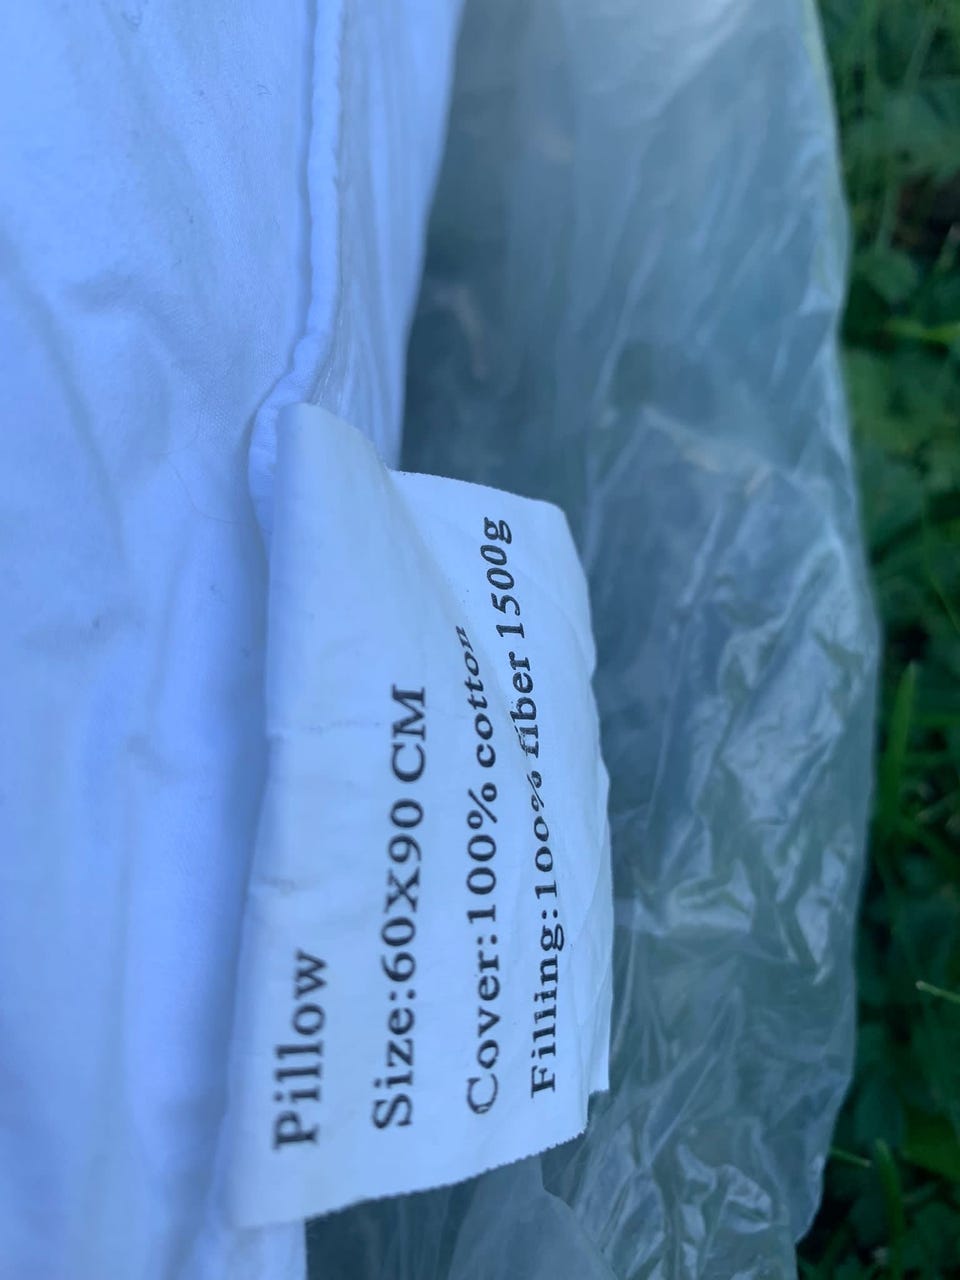 Pillow
Size:60X90 CM
Cover:100% cotton
Filling:100% fiber 1500g